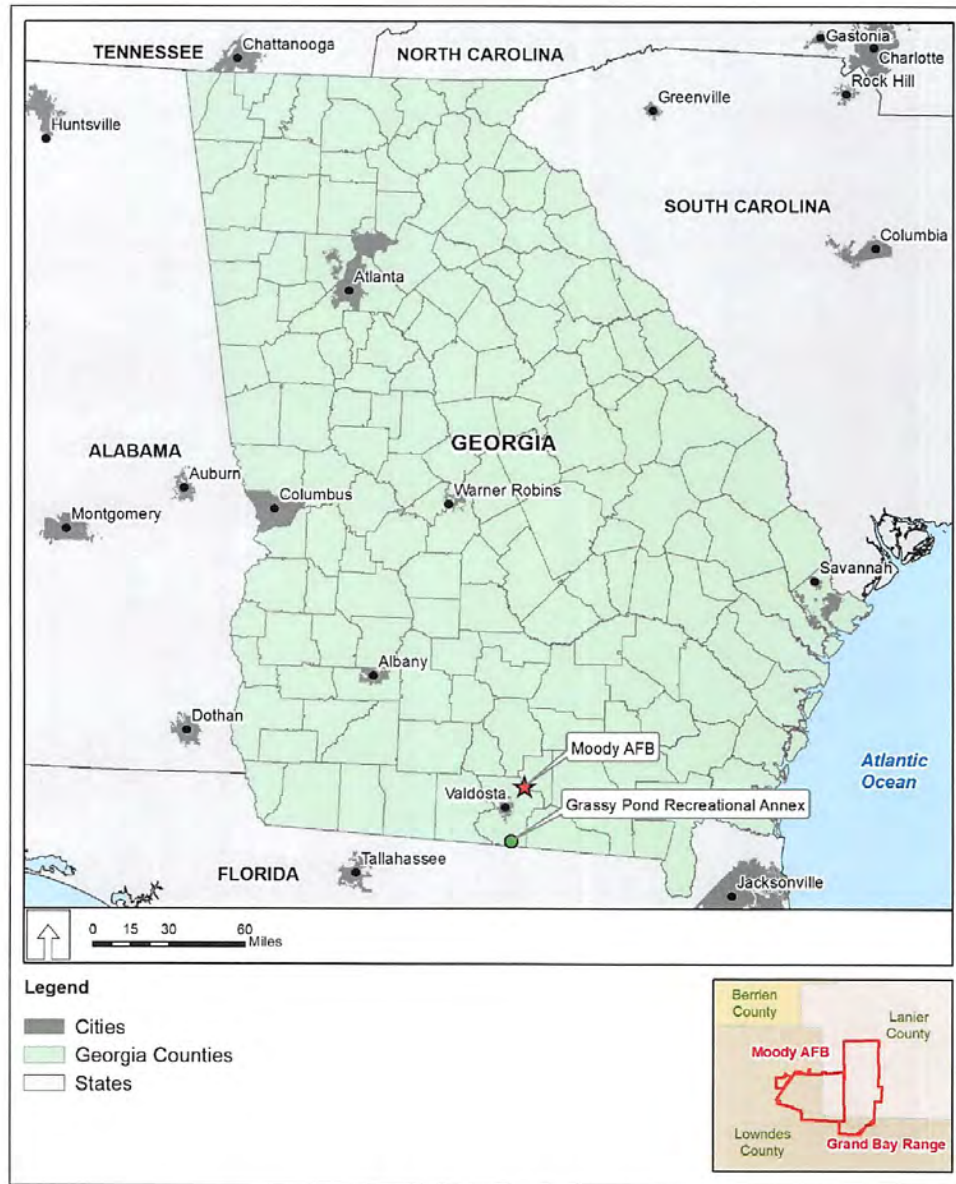 TENNESSEE
Chattanooga
NORTH CAROLINA
Gastonia
Charlotte
Rock Hill
Greenville
Huntsville
SOUTH CAROLINA
Columbia
Atlanta
GEORGIA
ALABAMA
Auburn
Columbus
Warner Robins
Montgomery
Savannah
Albany
Dothan
Moody AFB
Atlantic
Ocean
Valdosta
Grassy Pond Recreational Annex
Tallahassee
FLORIDA
Jacksonville
0 15 30 60
Miles
Legend
Cities
Georgia Counties
States
Berrien
County
Lanier
County
Moody AFB
Lowndes
County
Grand Bay Range